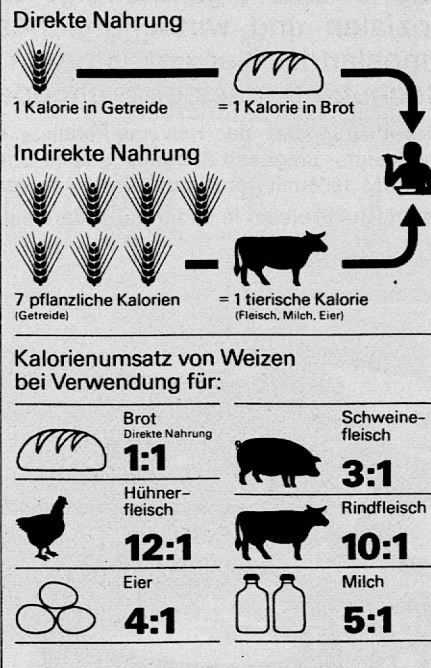 Direkte Nahrung
1 Kalorie in Getreide
= 1 Kalorie in Brot
Indirekte Nahrung
7 pflanzliche Kalorien
(Getreide)
= 1 tierische Kalorie
(Fleisch, Milch, Eier)
Kalorienumsatz von Weizen
bei Verwendung für:
Brot
Direkte Nahrung
1:1
Schweine-
fleisch
3:1
Hühner-
fleisch
12:1
Rindfleisch
10:1
Eier
4:1
Milch
5:1